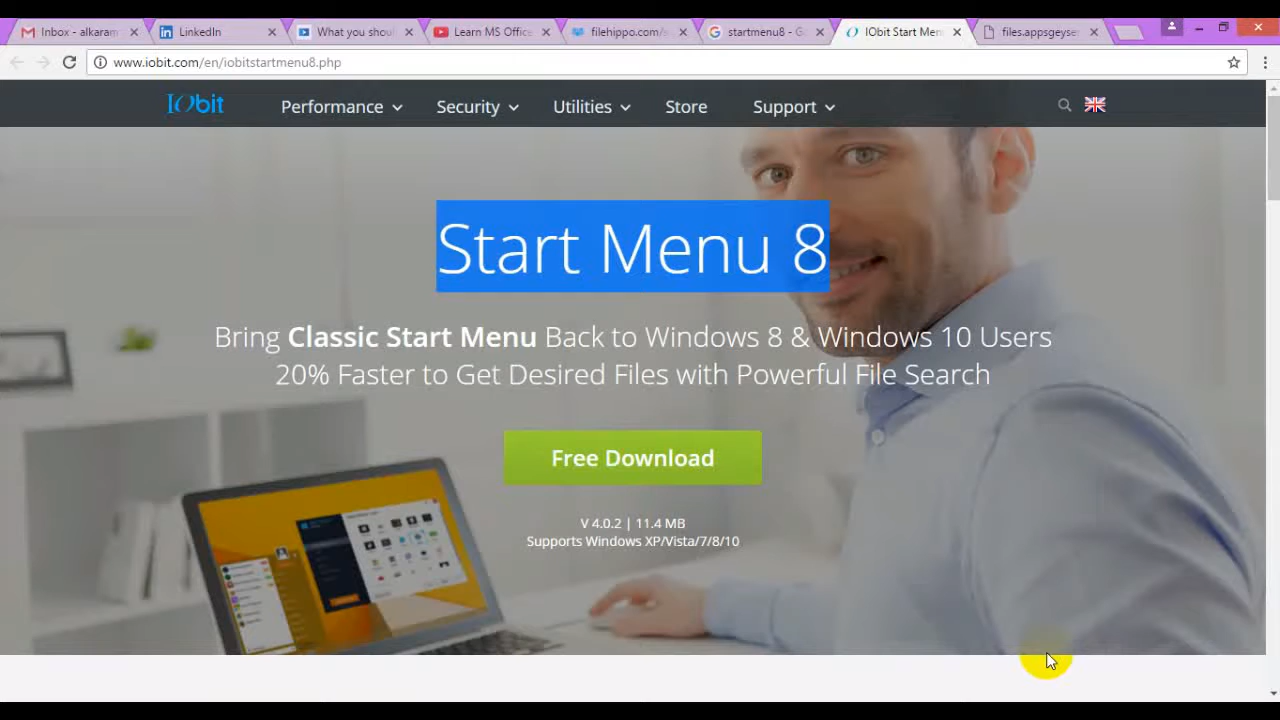 Inbox - alkaram
LinkedIn
What you shoul
Learn MS Office
filehippo.com/s
startmenu8 - G
IObit Start Men
files.appsgeyser
www.iobit.com/en/iobitstartmenu8.php
IObit
Performance
Security
Utilities
Store
Support
Start Menu 8
Bring Classic Start Menu Back to Windows 8 & Windows 10 Users
20% Faster to Get Desired Files with Powerful File Search
Free Download
V 4.0.2 | 11.4 MB
Supports Windows XP/Vista/7/8/10